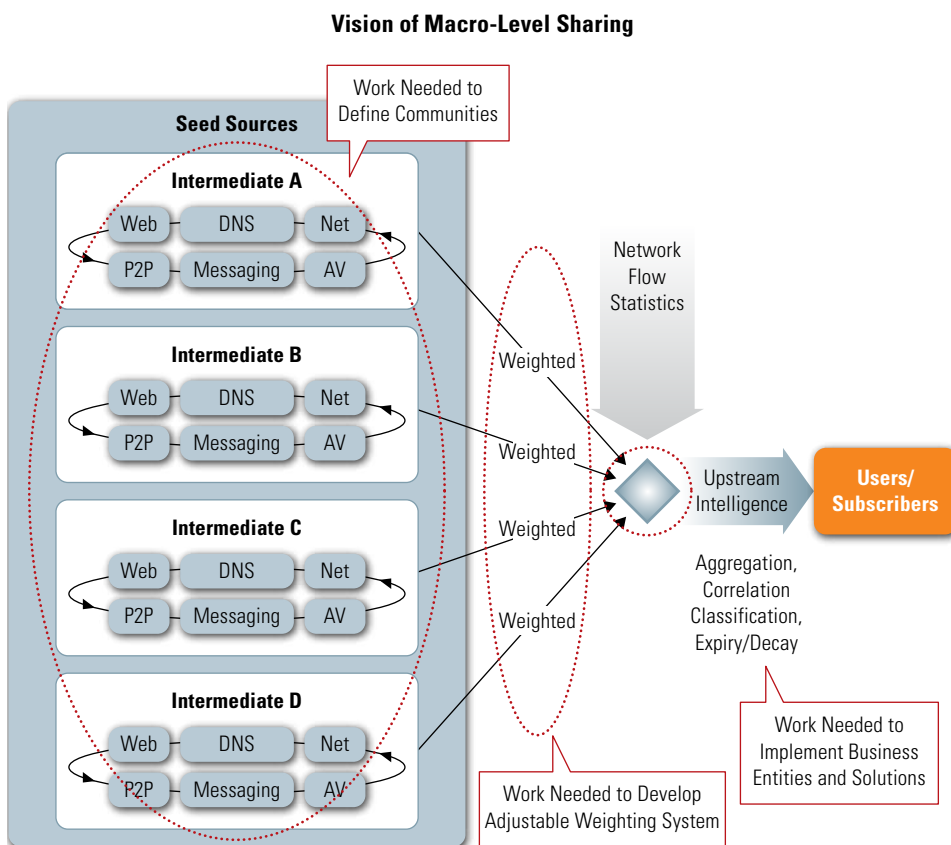 Vision of Macro-Level Sharing
Work Needed to
Define Communities
Seed Sources
Intermediate A
Web DNS Net
P2P Messaging AV
Intermediate B
Web DNS Net
P2P Messaging AV
Intermediate C
Web DNS Net
P2P Messaging AV
Intermediate D
Web DNS Net
P2P Messaging AV
Weighted
Weighted
Weighted
Weighted
Network
Flow
Statistics
Upstream
Intelligence
Users/
Subscribers
Aggregation,
Correlation
Classification,
Expiry/Decay
Work Needed to
Implement Business
Entities and Solutions
Work Needed to Develop
Adjustable Weighting System